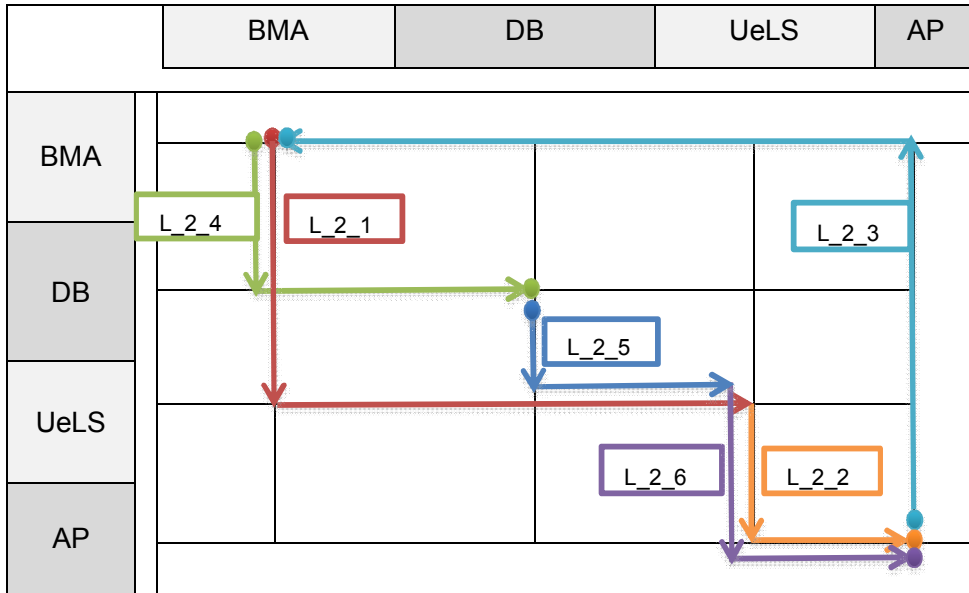 BMA DB UeLS AP
BMA
L_2_4 L_2_1 L_2_3
DB
L_2_5
UeLS
L_2_6 L_2_2
AP